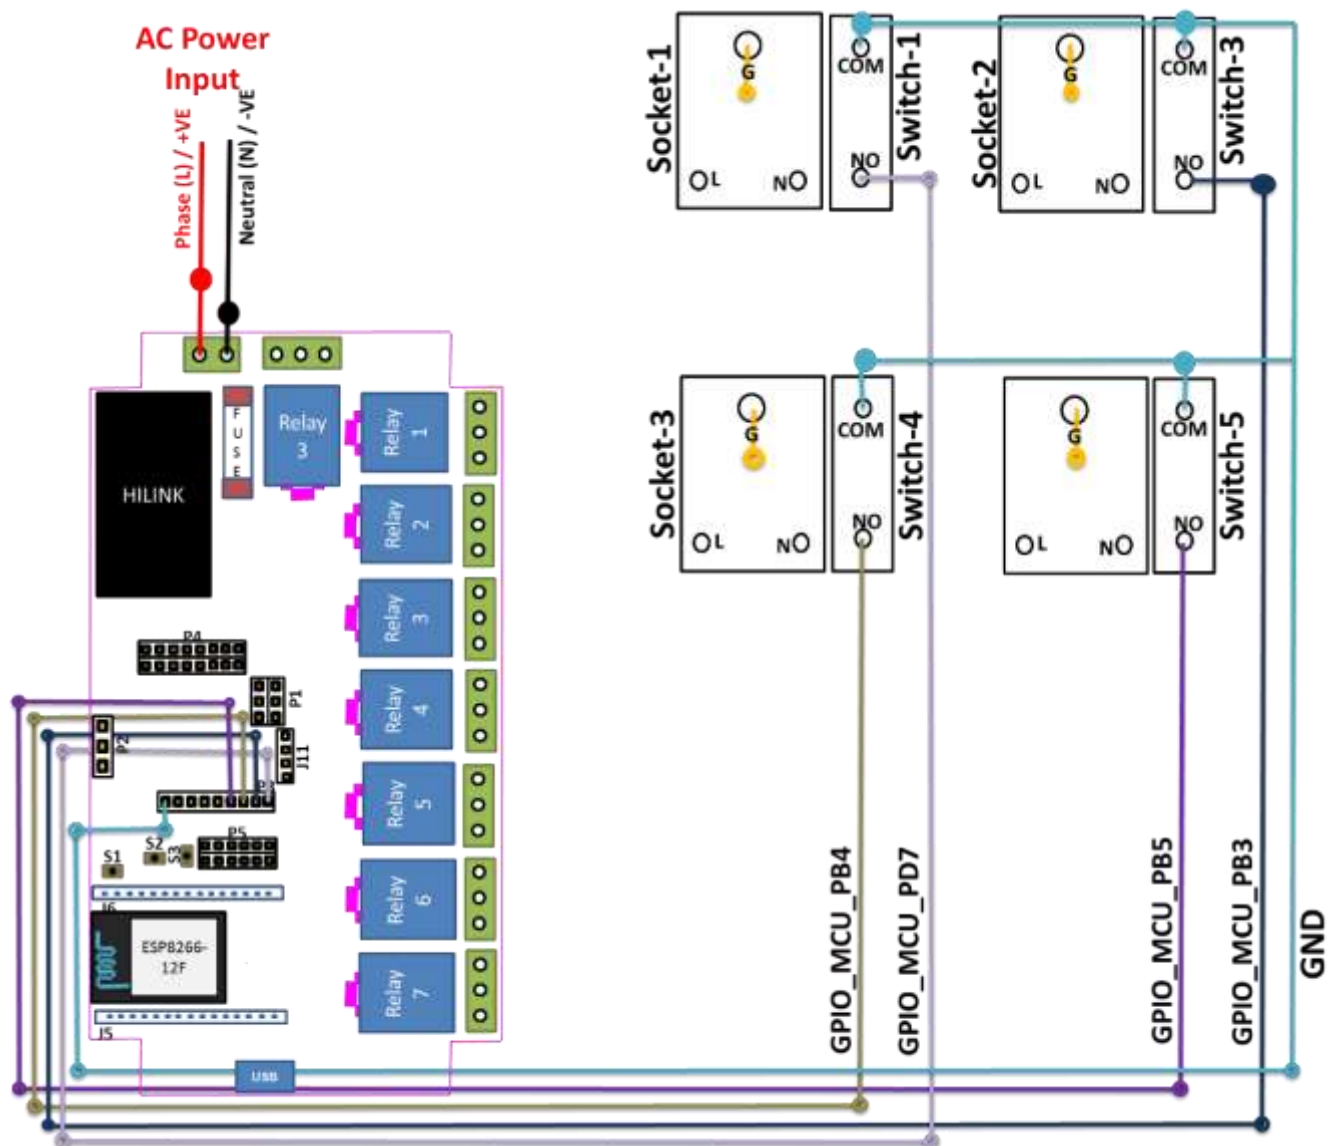 AC Power
Input
Phase (L) / +VE
Neutral (N) / -VE
Socket-1
G
L
N
COM
NO
Switch-1
Socket-2
G
L
N
COM
NO
Switch-3
Socket-3
G
L
N
COM
NO
Switch-4
G
L
N
COM
NO
Switch-5
FUSE
HILINK
Relay
3
Relay
1
Relay
2
Relay
3
Relay
4
Relay
5
Relay
6
Relay
7
P4
P1
P2
J11
P5
S1
S2
S3
J6
ESP8266-
12F
J5
USB
GPIO_MCU_PB4
GPIO_MCU_PD7
GPIO_MCU_PB5
GPIO_MCU_PB3
GND